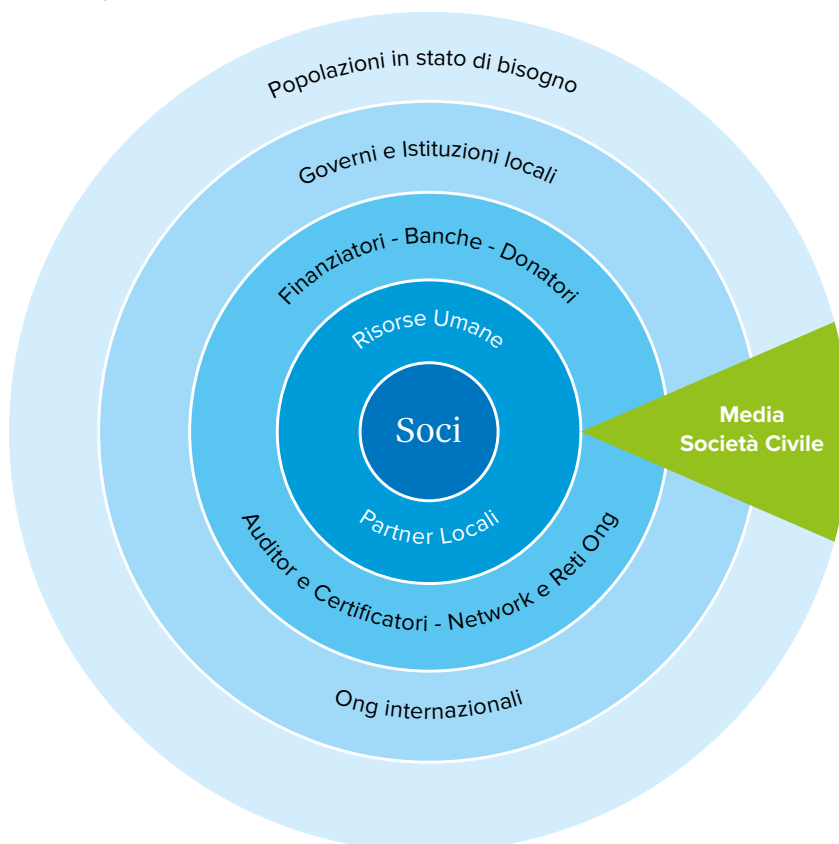 Popolazioni in stato di bisogno
Governi e Istituzioni locali
Finanziatori - Banche - Donatori
Risorse Umane
Soci
Media
Società Civile
Partner Locali
Auditor e Certificatori - Network e Reti Ong
Ong internazionali